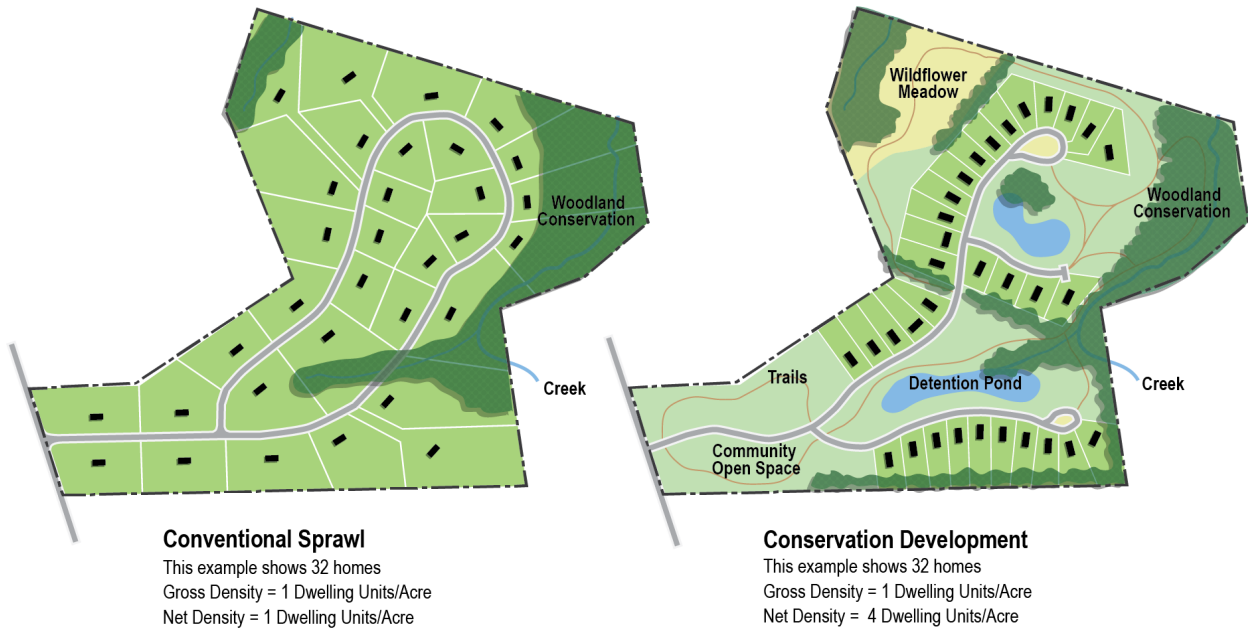 Woodland
Conservation
Creek
Conventional Sprawl
This example shows 32 homes
Gross Density = 1 Dwelling Units/Acre
Net Density = 1 Dwelling Units/Acre
Wildflower
Meadow
Woodland
Conservation
Trails
Detention Pond
Creek
Community
Open Space
Conservation Development
This example shows 32 homes
Gross Density = 1 Dwelling Units/Acre
Net Density = 4 Dwelling Units/Acre